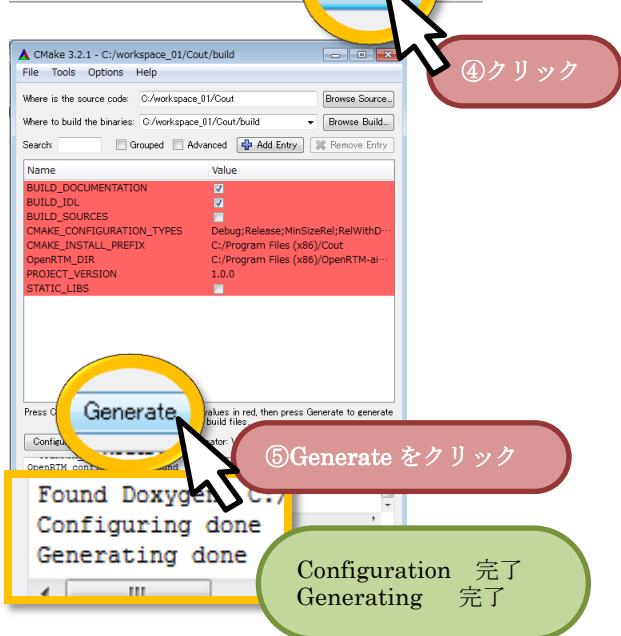 ④クリック
CMake 3.2.1 - C:/workspace_01/Cout/build
File Tools Options Help
Where is the source code: C:/workspace_01/Cout Browse Source...
Where to build the binaries: C:/workspace_01/Cout/build Browse Build...
Search: Grouped Advanced Add Entry Remove Entry
Name Value
BUILD_DOCUMENTATION
BUILD_IDL
BUILD_SOURCES
CMAKE_CONFIGURATION_TYPES Debug;Release;MinSizeRel;RelWithD…
CMAKE_INSTALL_PREFIX C:/Program Files (x86)/Cout
OpenRTM_DIR C:/Program Files (x86)/OpenRTM-ai…
PROJECT_VERSION 1.0.0
STATIC_LIBS
Press values in red, then press Generate to generate
build files.
Generate
⑤Generate をクリック
Found Doxygen
Configuring done
Generating done
Configuration 完了
Generating 完了